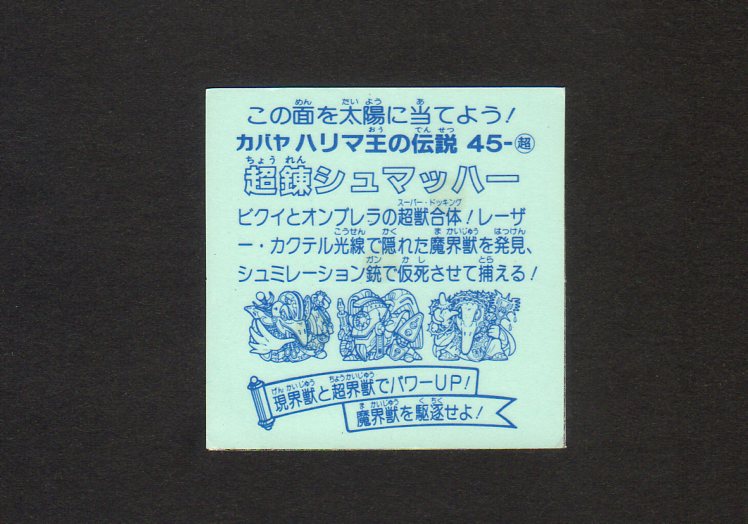 この面を太陽に当てよう！
カバヤ ハリマ王の伝説 45-超
超錬シュマッハー
ビクイとオンブレラの超獣合体！レーザ
ー・カクテル光線で隠れた魔界獣を発見、
シュミレーション銃で仮死させて捕える！
現界獣と超界獣でパワーUP！
魔界獣を駆逐せよ！